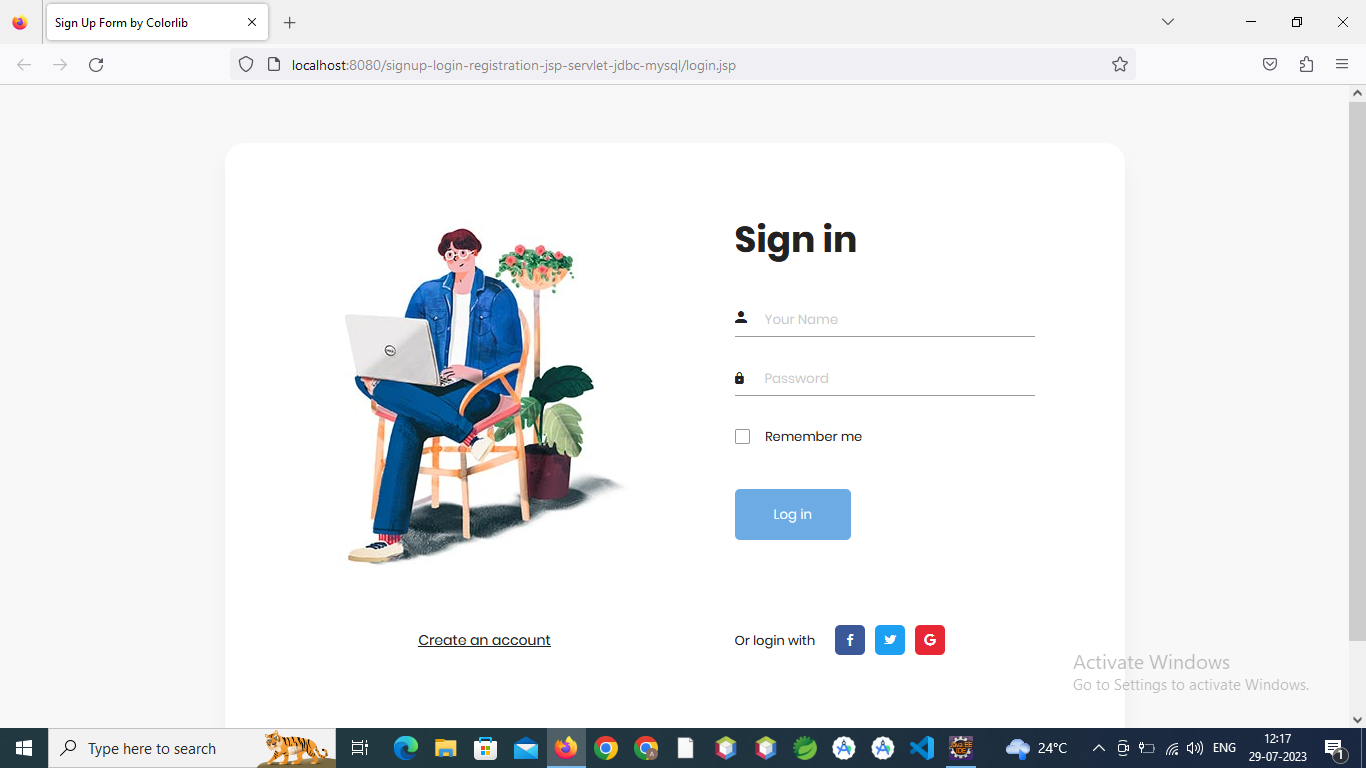 Sign Up Form by Colorlib
localhost:8080/signup-login-registration-jsp-servlet-jdbc-mysql/login.jsp
Sign in
Your Name
Password
Remember me
Log in
Create an account
Or login with
Activate Windows
Go to Settings to activate Windows.
Type here to search
24°C
ENG
12:17
29-07-2023
1